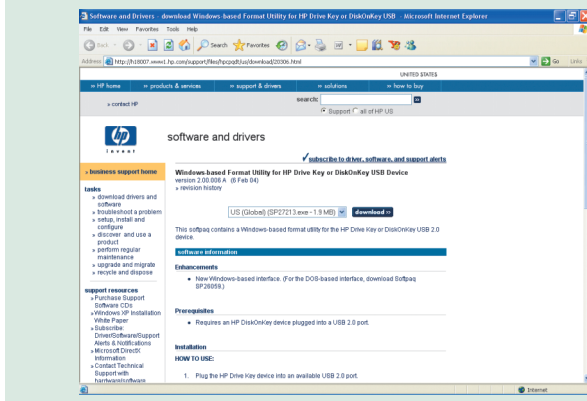 Software and Drivers - download Windows-based Format Utility for HP Drive Key or DiskOnKey USB - Microsoft Internet Explorer
File Edit View Favorites Tools Help
Back Search Favorites
Address http://h18007.www1.hp.com/support/files/hpcpqdt/us/download/20306.html Go Links
UNITED STATES
» HP home » products & services » support & drivers » solutions » how to buy
» contact HP
search:
Support all of HP US
hp
invent
software and drivers
subscribe to driver, software, and support alerts
» business support home
Windows-based Format Utility for HP Drive Key or DiskOnKey USB Device
version 2.00.006 A (6 Feb 04)
» revision history
tasks
» download drivers and
software
» troubleshoot a problem
» setup, install and
configure
» discover and use a
product
» perform regular
maintenance
» upgrade and migrate
» recycle and dispose
US (Global) (SP27213.exe - 1.9 MB) download »
This softpaq contains a Windows-based format utility for the HP Drive Key or DiskOnKey USB 2.0
device.
software information
Enhancements
• New Windows-based interface. (For the DOS-based interface, download Softpaq
SP26059.)
support resources
» Purchase Support
Software CDs
» Windows XP Installation
White Paper
» Subscribe:
Driver/Software/Support
Alerts & Notifications
» Microsoft DirectX
Information
» Contact Technical
Support with
hardware/software
Prerequisites
• Requires an HP DiskOnKey device plugged into a USB 2.0 port.
Installation
HOW TO USE:
1. Plug the HP Drive Key device into an available USB 2.0 port.
Internet